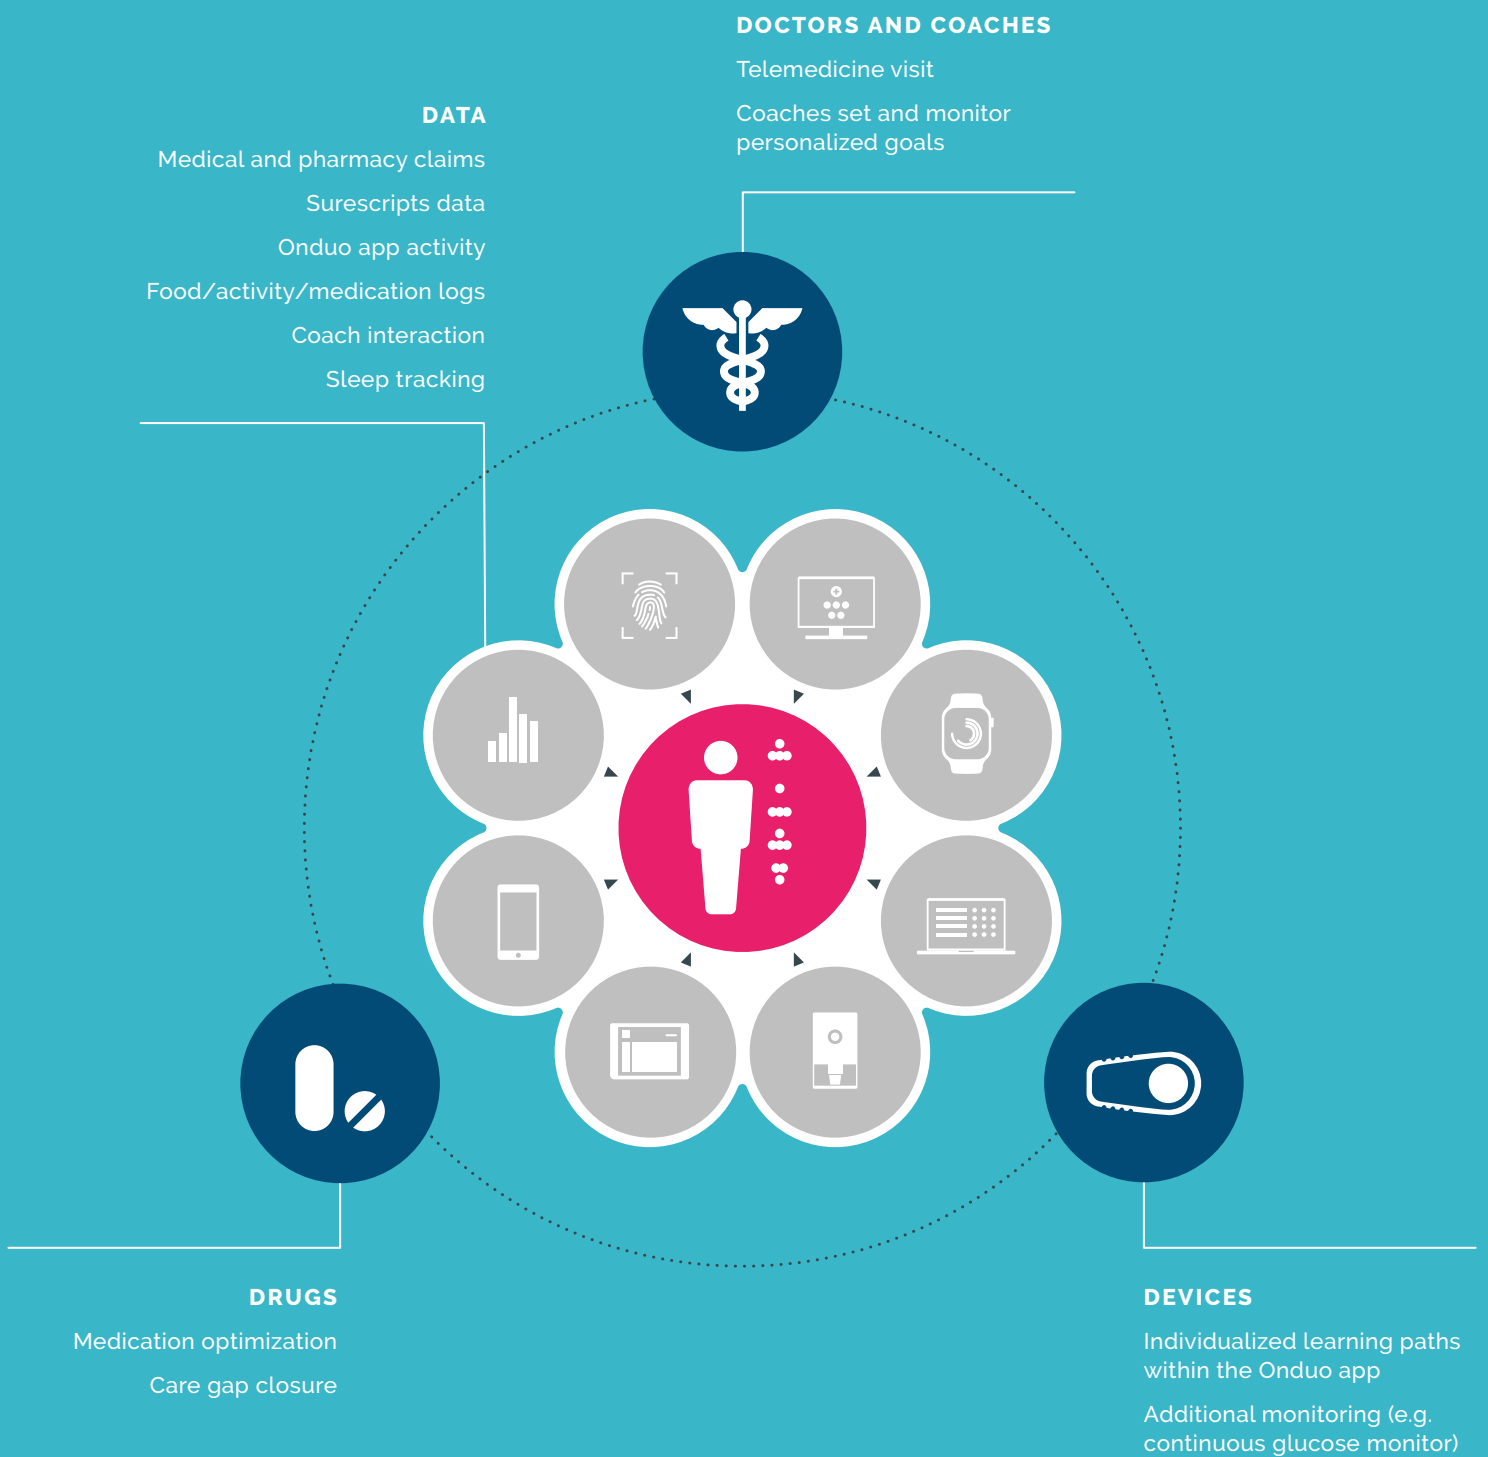 DOCTORS AND COACHES
Telemedicine visit
Coaches set and monitor
personalized goals
DATA
Medical and pharmacy claims
Surescripts data
Onduo app activity
Food/activity/medication logs
Coach interaction
Sleep tracking
DRUGS
Medication optimization
Care gap closure
DEVICES
Individualized learning paths
within the Onduo app
Additional monitoring (e.g.
continuous glucose monitor)